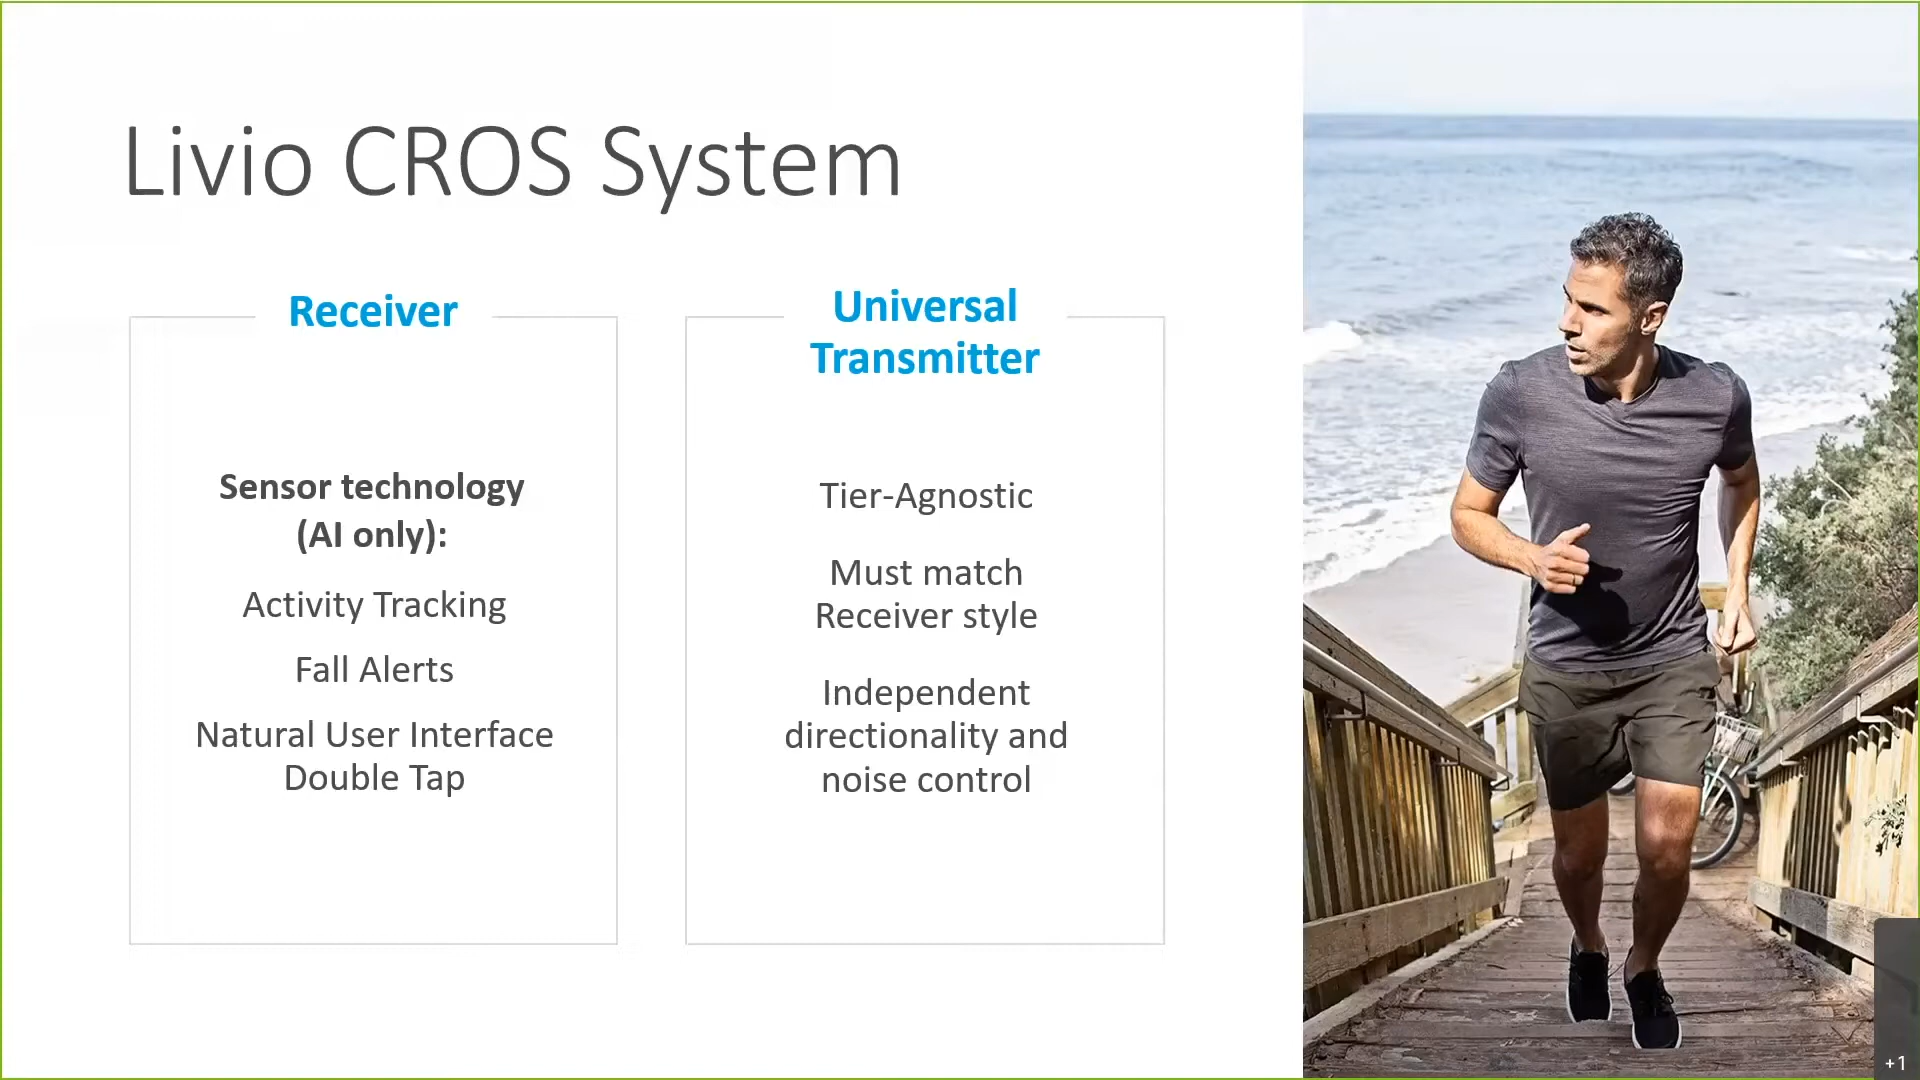 Livio CROS System
Receiver
Sensor technology
(AI only):
Activity Tracking
Fall Alerts
Natural User Interface
Double Tap
Universal
Transmitter
Tier-Agnostic
Must match
Receiver style
Independent
directionality and
noise control
+1